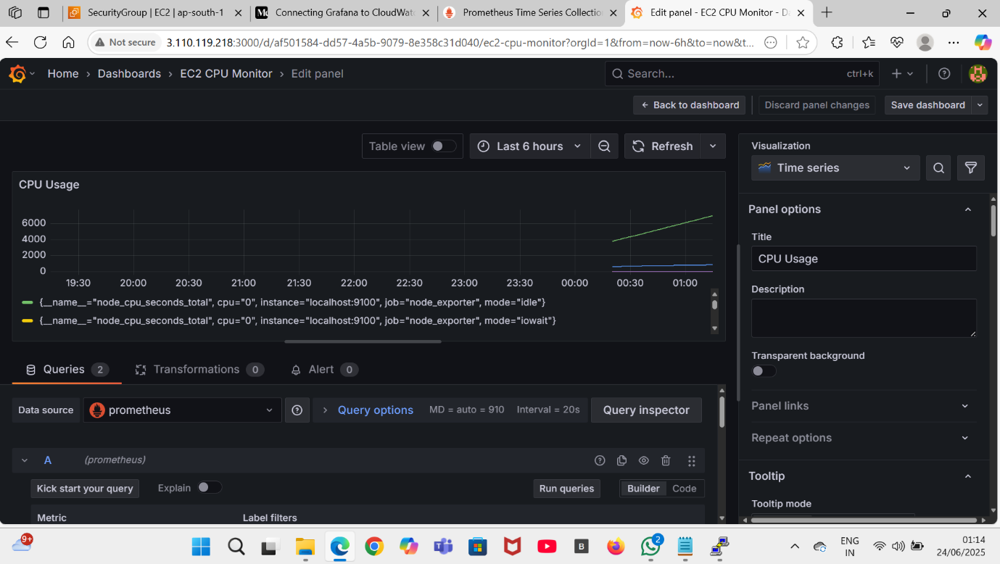 SecurityGroup | EC2 | ap-south-1
Connecting Grafana to CloudWat
Prometheus Time Series Collectio
Edit panel - EC2 CPU Monitor - Da
Not secure
3.110.119.218:3000/d/af501584-dd57-4a5b-9079-8e358c31d040/ec2-cpu-monitor?orgId=1&from=now-6h&to=now&t...
Home › Dashboards › EC2 CPU Monitor › Edit panel
Search... ctrl+k
← Back to dashboard
Discard panel changes
Save dashboard
Table view
Last 6 hours
Refresh
Visualization
Time series
CPU Usage
6000
4000
2000
0
19:30 20:00 20:30 21:00 21:30 22:00 22:30 23:00 23:30 00:00 00:30 01:00
{__name__="node_cpu_seconds_total", cpu="0", instance="localhost:9100", job="node_exporter", mode="idle"}
{__name__="node_cpu_seconds_total", cpu="0", instance="localhost:9100", job="node_exporter", mode="iowait"}
Panel options
Title
CPU Usage
Description
Transparent background
Panel links
Repeat options
Tooltip
Tooltip mode
Queries 2
Transformations 0
Alert 0
Data source
prometheus
Query options MD = auto = 910 Interval = 20s
Query inspector
A (prometheus)
Kick start your query
Explain
Run queries
Builder
Code
Metric
Label filters
9+
B
2
ENG
IN
01:14
24/06/2025